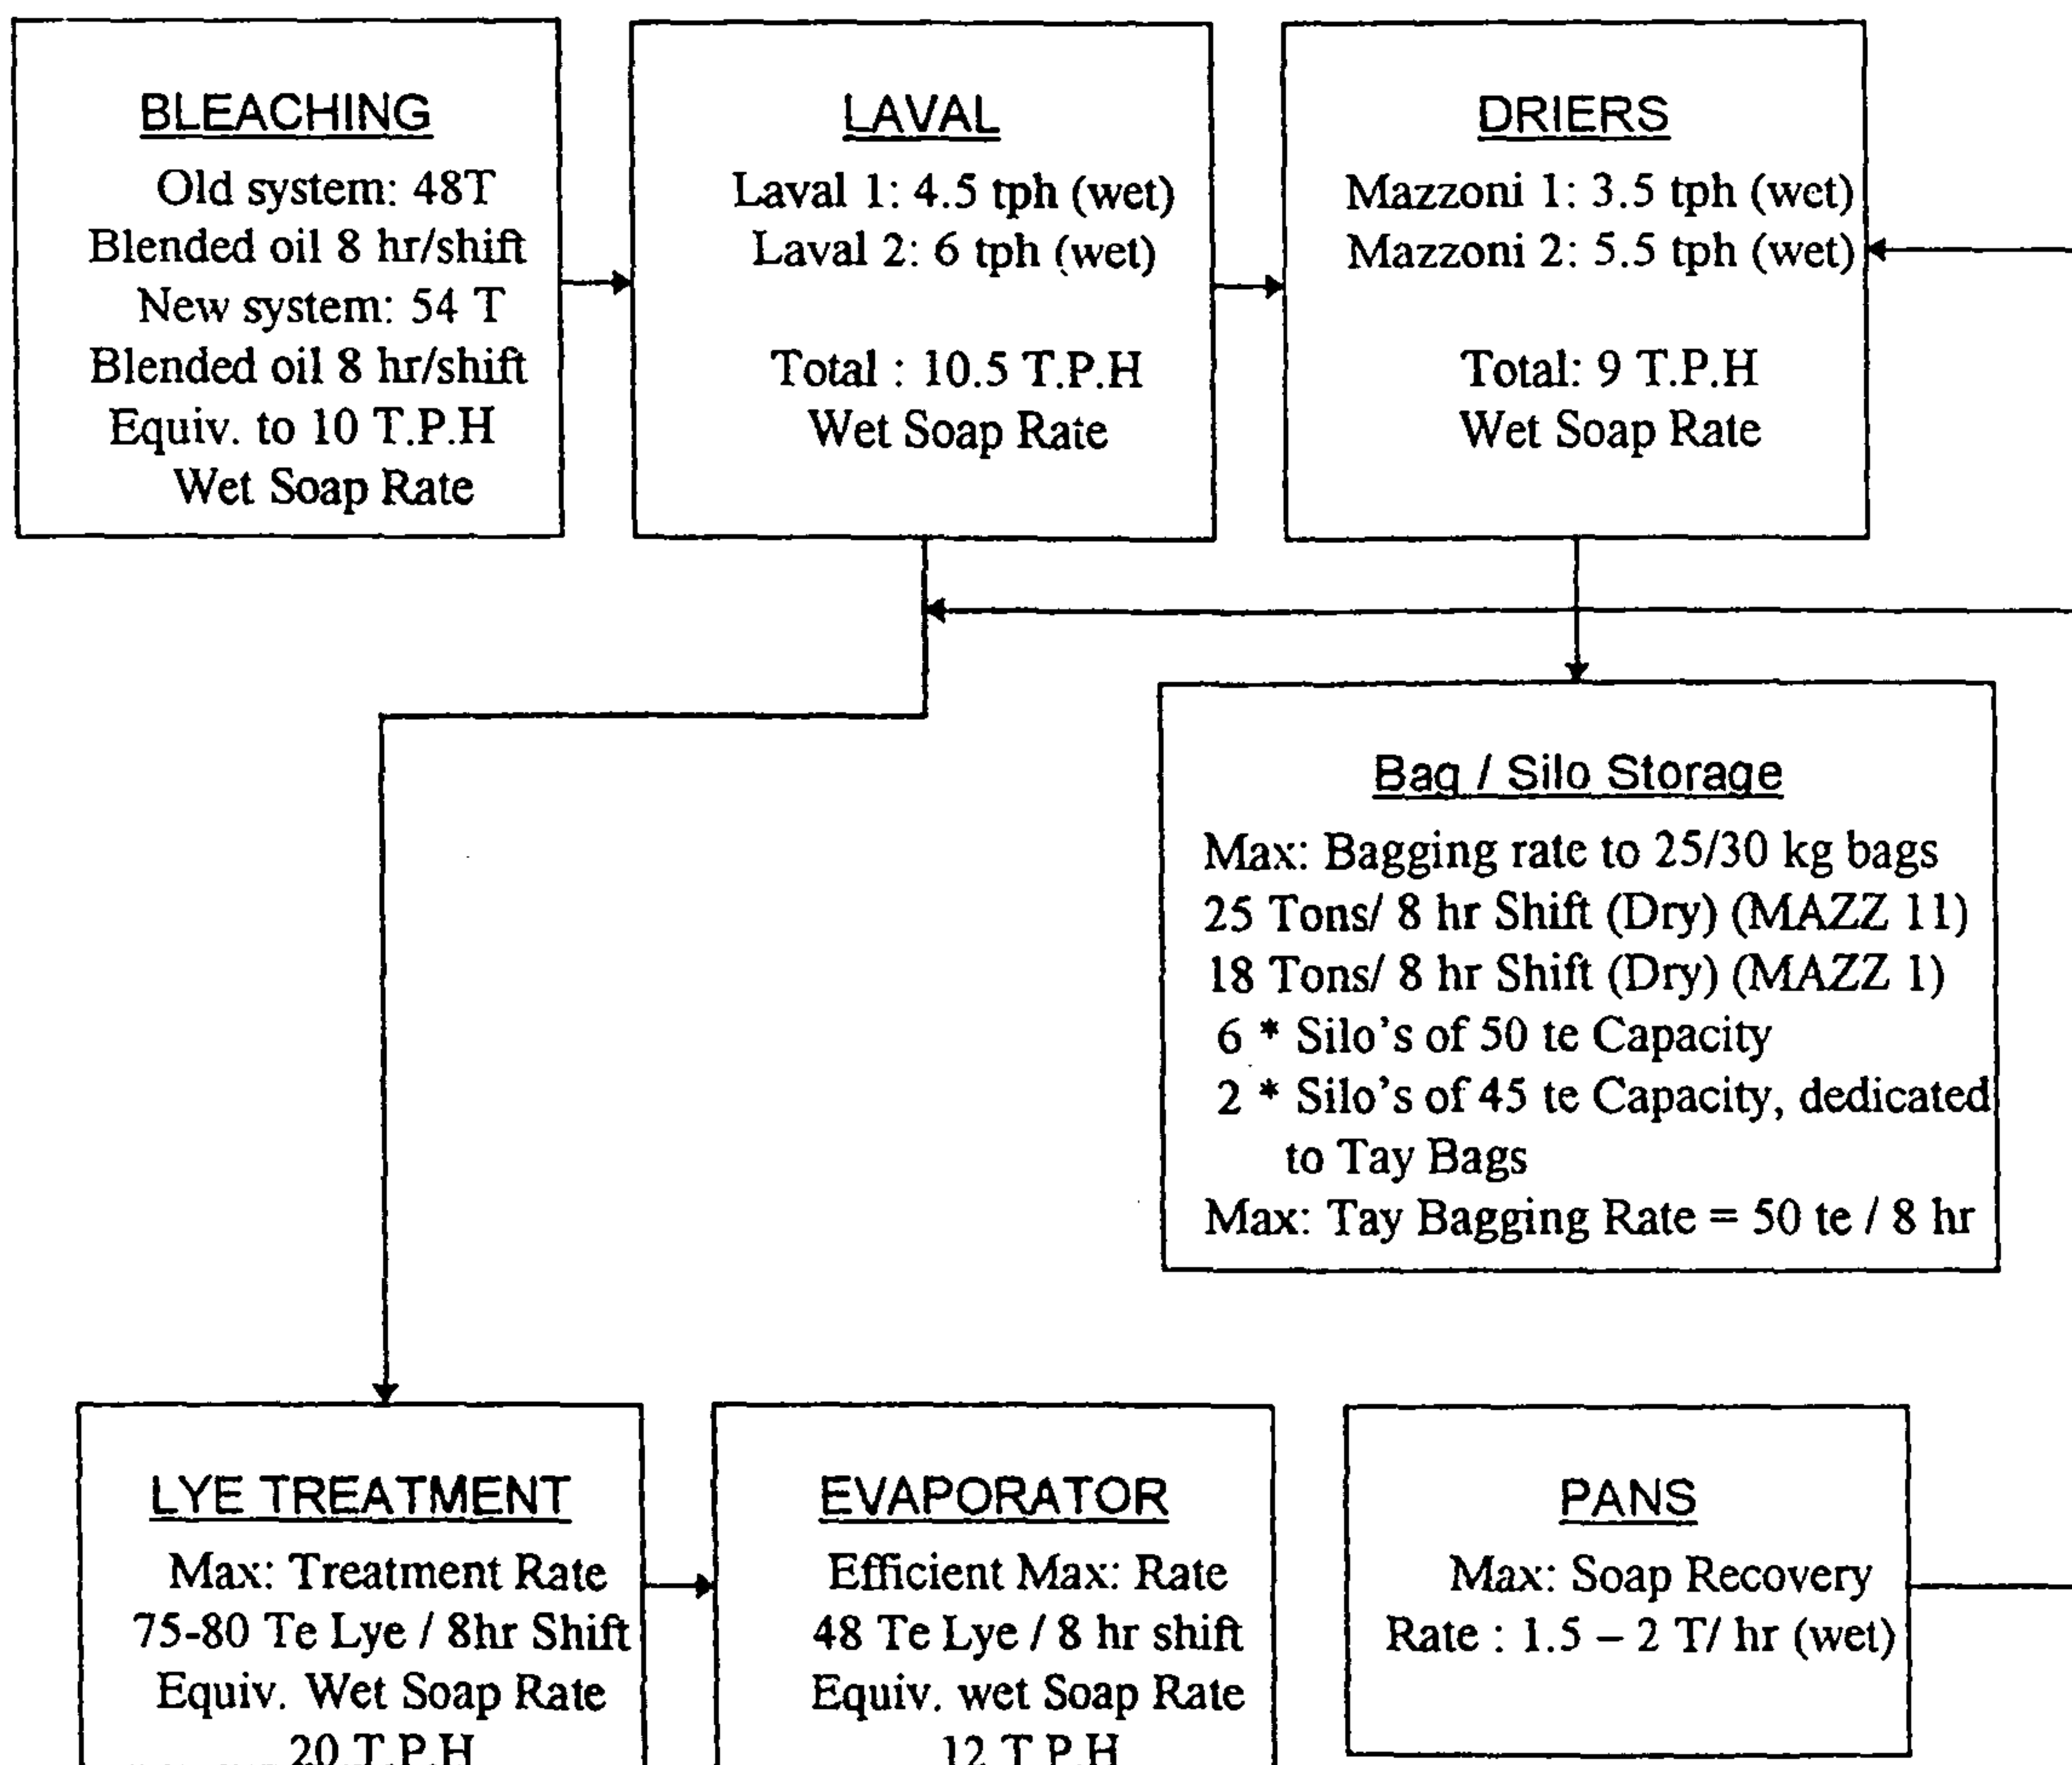 BLEACHING
Old system: 48T
Blended oil 8 hr/shift
New system: 54 T
Blended oil 8 hr/shift
Equiv. to 10 T.P.H
Wet Soap Rate
LAVAL
Laval 1: 4.5 tph (wet)
Laval 2: 6 tph (wet)
Total : 10.5 T.P.H
Wet Soap Rate
DRIERS
Mazzoni 1: 3.5 tph (wet)
Mazzoni 2: 5.5 tph (wet)
Total: 9 T.P.H
Wet Soap Rate
Bag / Silo Storage
Max: Bagging rate to 25/30 kg bags
25 Tons/ 8 hr Shift (Dry) (MAZZ 11)
18 Tons/ 8 hr Shift (Dry) (MAZZ 1)
6 * Silo's of 50 te Capacity
2 * Silo's of 45 te Capacity, dedicated
to Tay Bags
Max: Tay Bagging Rate = 50 te / 8 hr
LYE TREATMENT
Max: Treatment Rate
75-80 Te Lye / 8hr Shift
Equiv. Wet Soap Rate
20 T.P.H
EVAPORATOR
Efficient Max: Rate
48 Te Lye / 8 hr shift
Equiv. wet Soap Rate
12 T.P.H
PANS
Max: Soap Recovery
Rate : 1.5 – 2 T/ hr (wet)